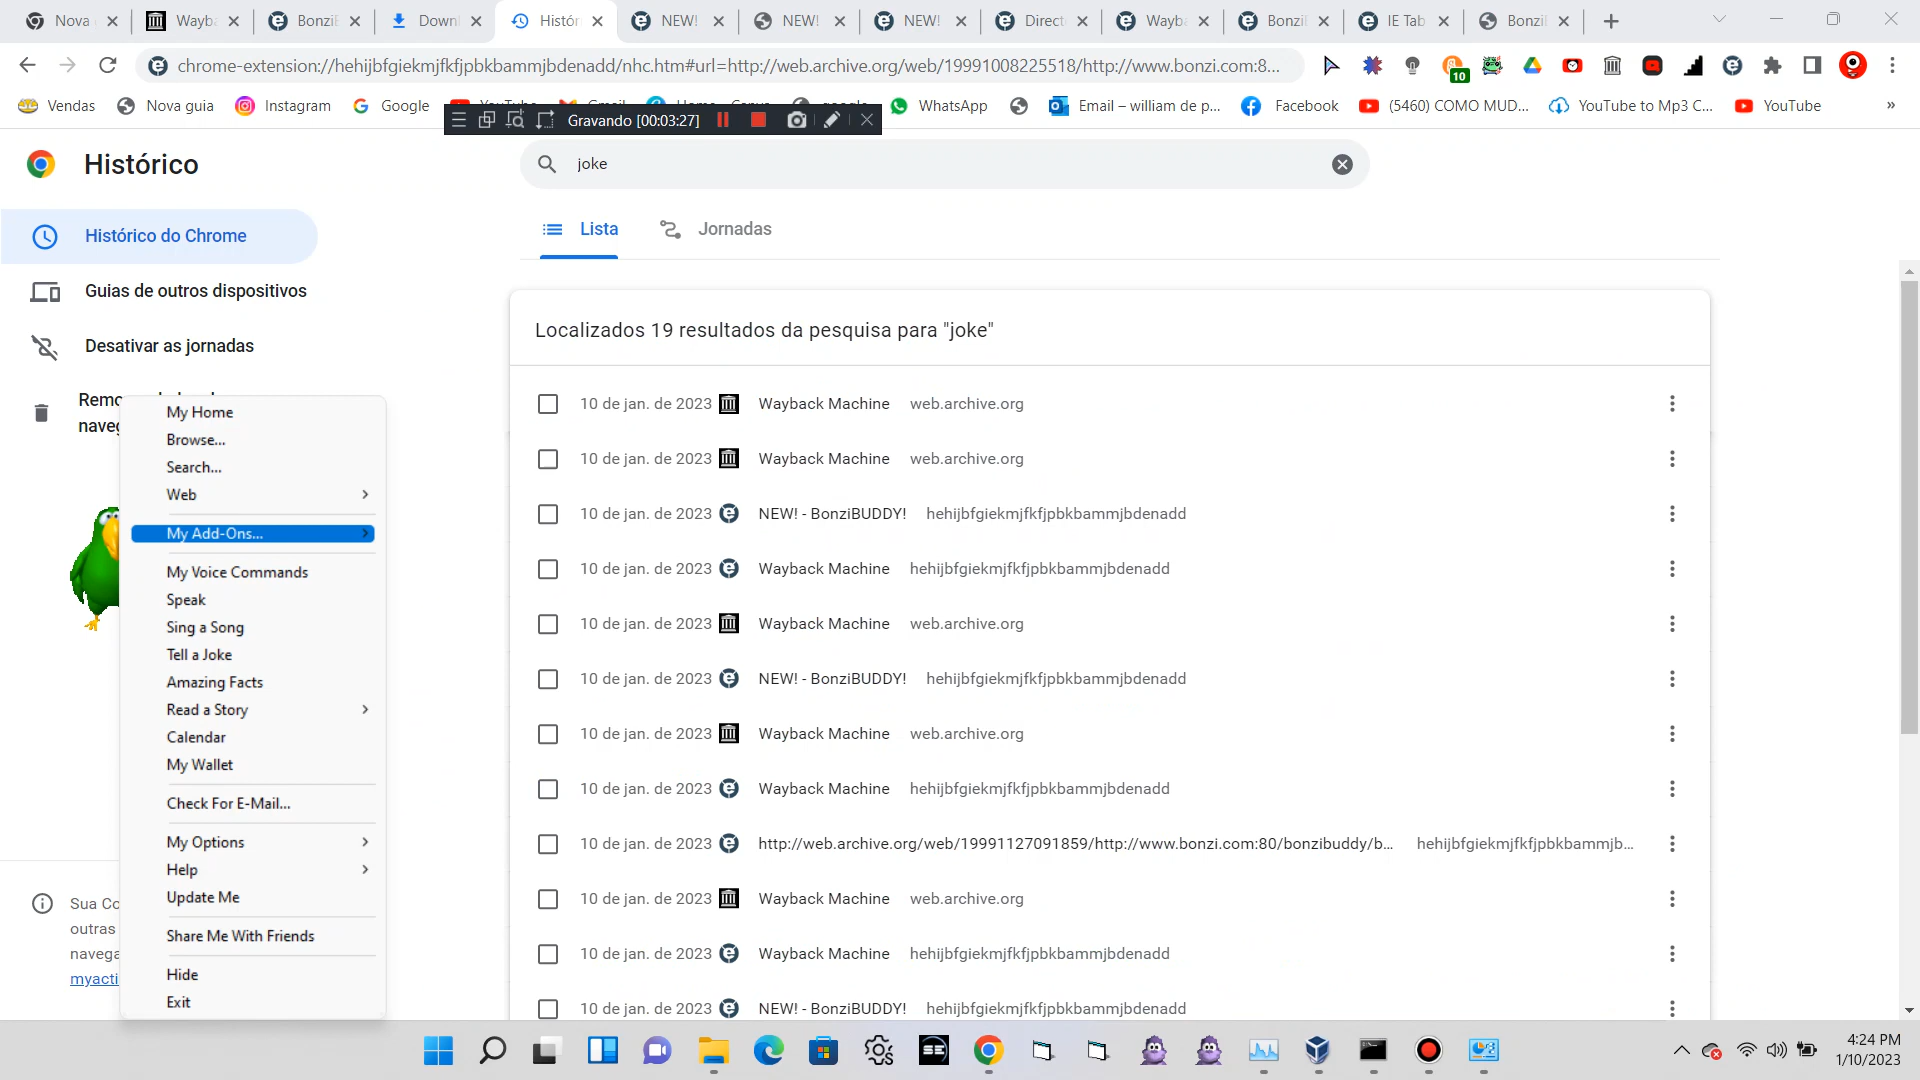 Nova
Wayba
BonziB
Down
Histór
NEW!
NEW!
NEW!
Direct
Wayba
Bonzi
IE Tab
Bonzi
chrome-extension://hehijbfgiekmjfkfjpbkbammjbdenadd/nhc.htm#url=http://web.archive.org/web/19991008225518/http://www.bonzi.com:8...
10
Vendas
Nova guia
Instagram
Google
WhatsApp
Email – william de p...
Facebook
(5460) COMO MUD...
YouTube to Mp3 C...
YouTube
»
Gravando [00:03:27]
Histórico
joke
Histórico do Chrome
Guias de outros dispositivos
Desativar as jornadas
Remo
naveg
Lista
Jornadas
Localizados 19 resultados da pesquisa para "joke"
10 de jan. de 2023 Wayback Machine web.archive.org
10 de jan. de 2023 Wayback Machine web.archive.org
10 de jan. de 2023 NEW! - BonziBUDDY! hehijbfgiekmjfkfjpbkbammjbdenadd
10 de jan. de 2023 Wayback Machine hehijbfgiekmjfkfjpbkbammjbdenadd
10 de jan. de 2023 Wayback Machine web.archive.org
10 de jan. de 2023 NEW! - BonziBUDDY! hehijbfgiekmjfkfjpbkbammjbdenadd
10 de jan. de 2023 Wayback Machine web.archive.org
10 de jan. de 2023 Wayback Machine hehijbfgiekmjfkfjpbkbammjbdenadd
10 de jan. de 2023 http://web.archive.org/web/19991127091859/http://www.bonzi.com:80/bonzibuddy/b... hehijbfgiekmjfkfjpbkbammjb...
10 de jan. de 2023 Wayback Machine web.archive.org
10 de jan. de 2023 Wayback Machine hehijbfgiekmjfkfjpbkbammjbdenadd
10 de jan. de 2023 NEW! - BonziBUDDY! hehijbfgiekmjfkfjpbkbammjbdenadd
My Home
Browse...
Search...
Web
My Add-Ons...
My Voice Commands
Speak
Sing a Song
Tell a Joke
Amazing Facts
Read a Story
Calendar
My Wallet
Check For E-Mail...
My Options
Help
Update Me
Share Me With Friends
Hide
Exit
Sua Co
outras
navega
myacti
SE
4:24 PM
1/10/2023